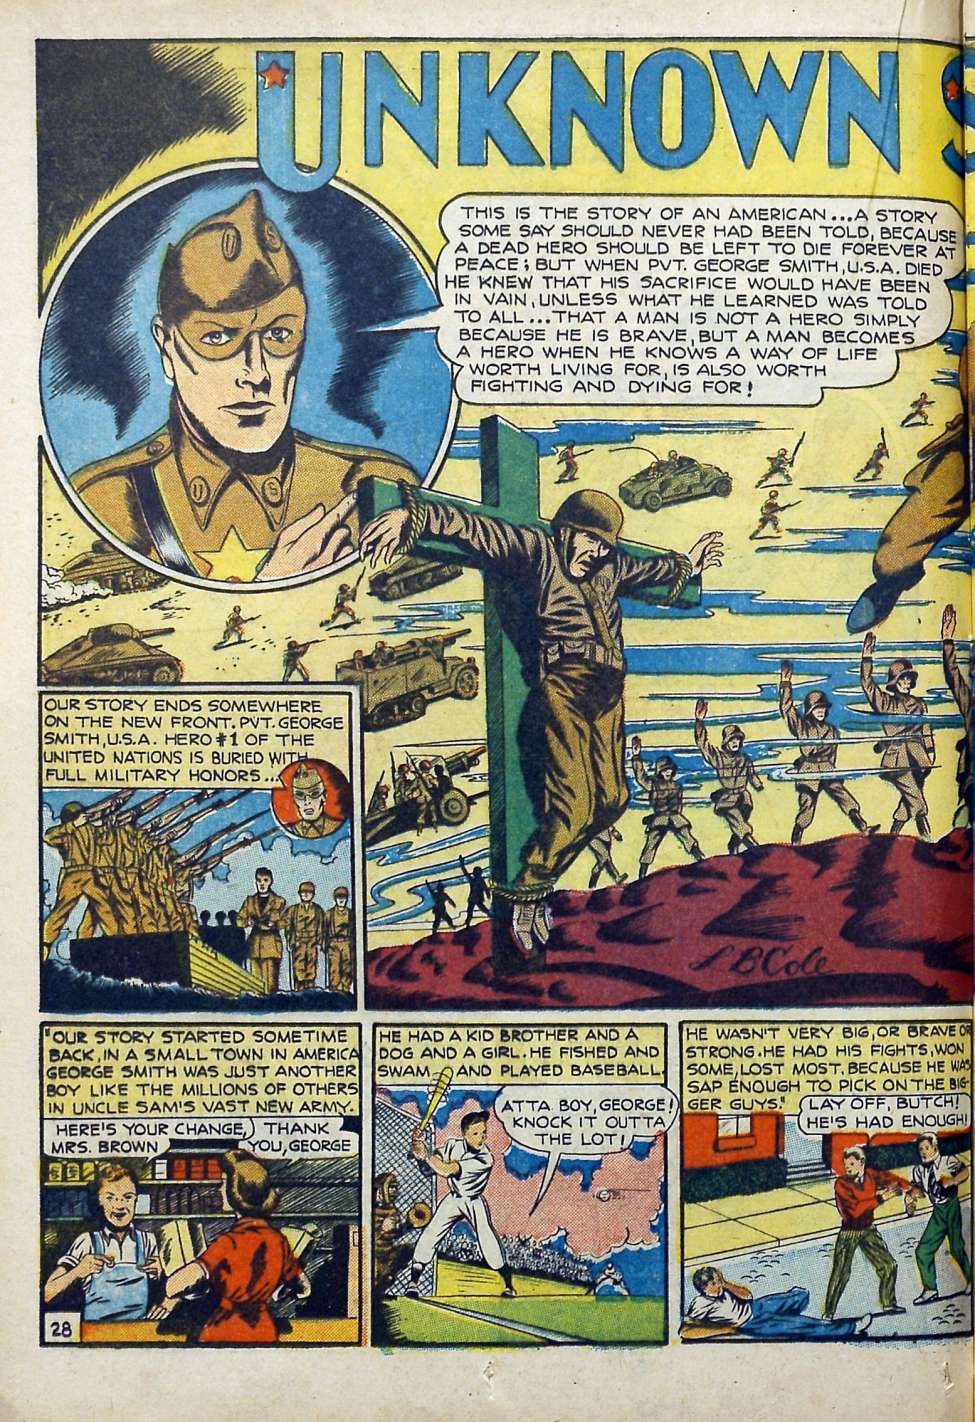 UNKNOWN S
THIS IS THE STORY OF AN AMERICAN...A STORY
SOME SAY SHOULD NEVER HAD BEEN TOLD, BECAUSE
A DEAD HERO SHOULD BE LEFT TO DIE FOREVER AT
PEACE; BUT WHEN PVT. GEORGE SMITH, U.S.A. DIED
HE KNEW THAT HIS SACRIFICE WOULD HAVE BEEN
IN VAIN, UNLESS WHAT HE LEARNED WAS TOLD
TO ALL...THAT A MAN IS NOT A HERO SIMPLY
BECAUSE HE IS BRAVE, BUT A MAN BECOMES
A HERO WHEN HE KNOWS A WAY OF LIFE
WORTH LIVING FOR, IS ALSO WORTH
FIGHTING AND DYING FOR!
U S
U S
OUR STORY ENDS SOMEWHERE
ON THE NEW FRONT. PVT. GEORGE
SMITH, U.S.A. HERO #1 OF THE
UNITED NATIONS IS BURIED WITH
FULL MILITARY HONORS...
L B Cole
"OUR STORY STARTED SOMETIME
BACK, IN A SMALL TOWN IN AMERICA
GEORGE SMITH WAS JUST ANOTHER
BOY LIKE THE MILLIONS OF OTHERS
IN UNCLE SAM'S VAST NEW ARMY.
HERE'S YOUR CHANGE,
MRS. BROWN
THANK
YOU, GEORGE
28
HE HAD A KID BROTHER AND A
DOG AND A GIRL. HE FISHED AND
SWAM AND PLAYED BASEBALL.
ATTA BOY, GEORGE!
KNOCK IT OUTTA
THE LOT!
HE WASN'T VERY BIG, OR BRAVE OR
STRONG. HE HAD HIS FIGHTS, WON
SOME, LOST MOST, BECAUSE HE WAS
SAP ENOUGH TO PICK ON THE BIG-
GER GUYS."
LAY OFF, BUTCH!
HE'S HAD ENOUGH!